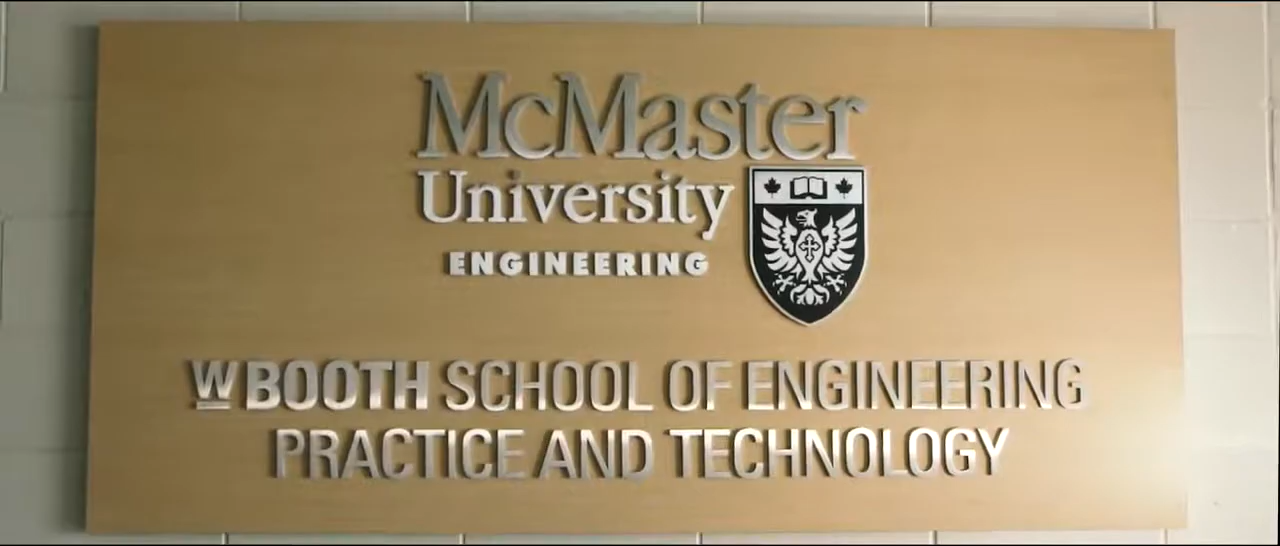 McMaster
University
ENGINEERING
W BOOTH SCHOOL OF ENGINEERING
PRACTICE AND TECHNOLOGY